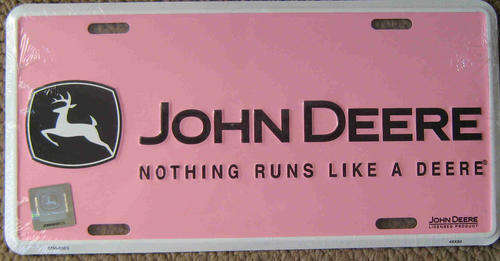 JOHN DEERE
NOTHING RUNS LIKE A DEERE®
JOHN DEERE
LICENSED PRODUCT